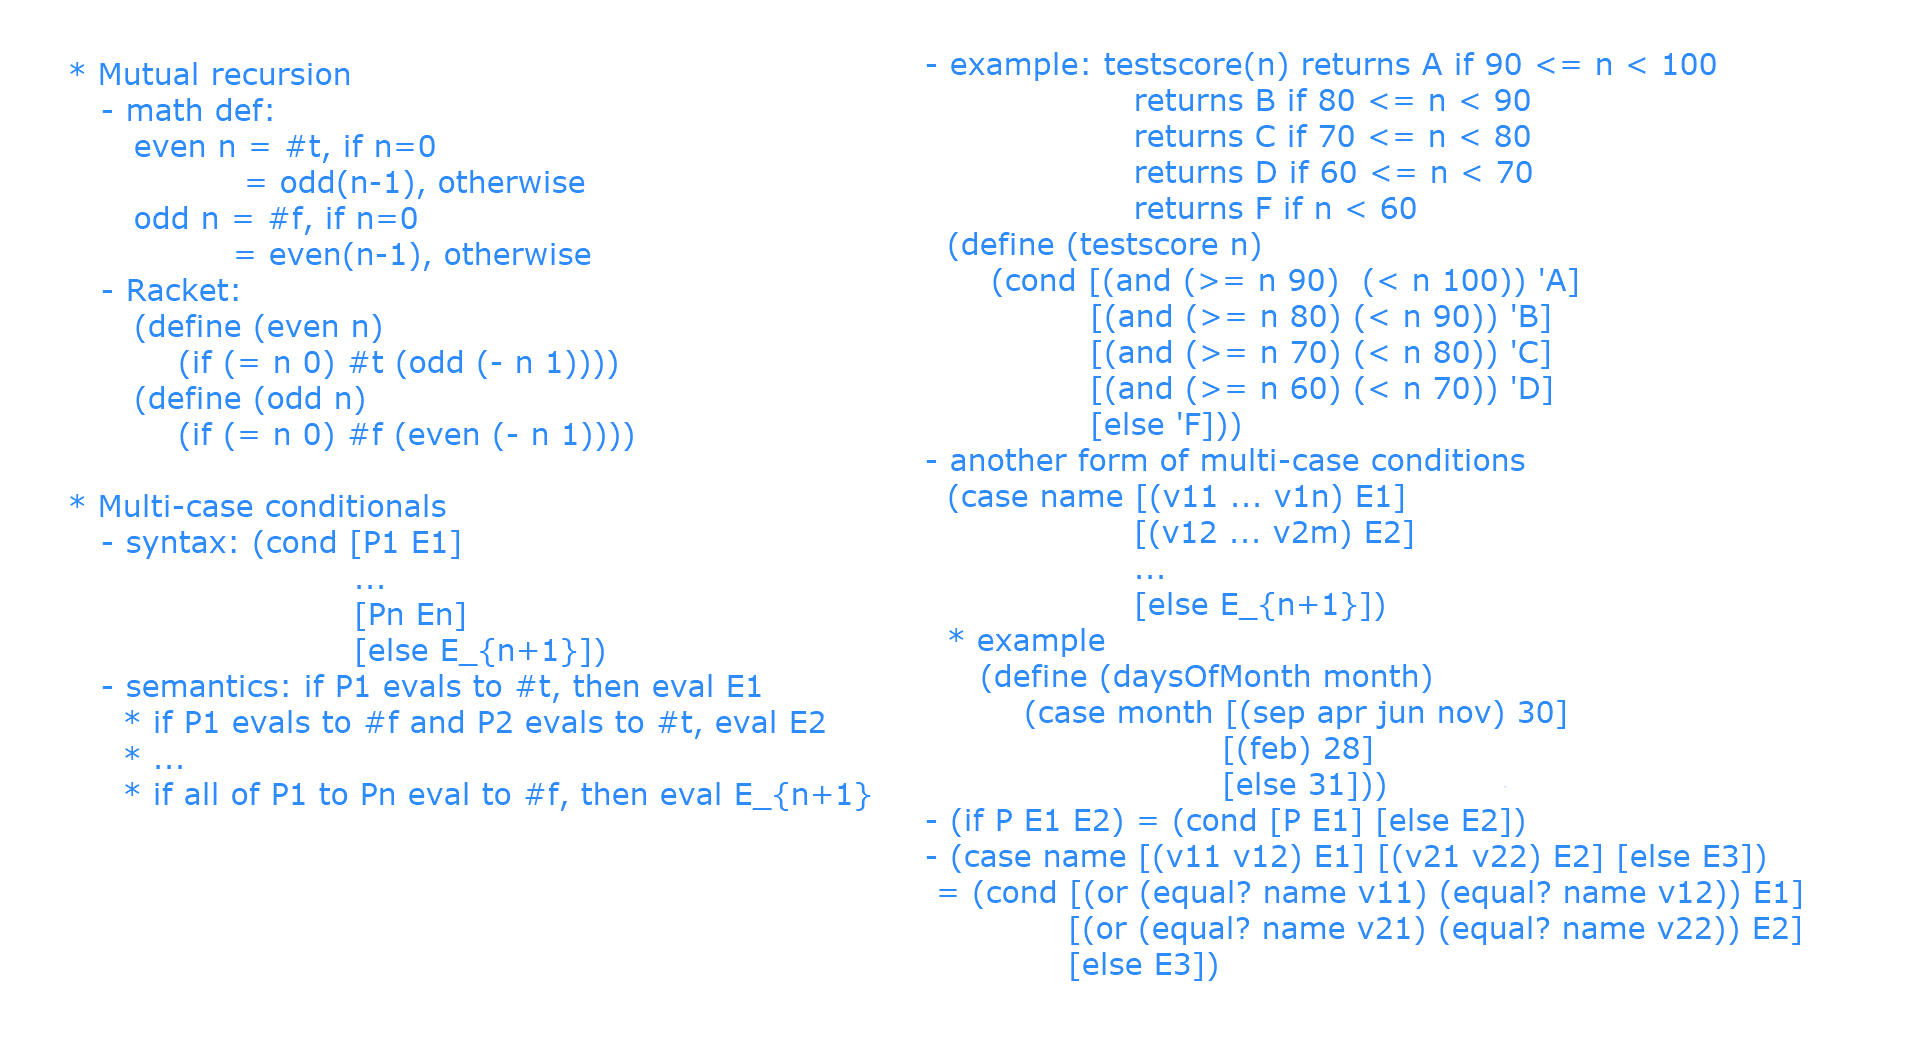 * Mutual recursion
- math def:
even n = #t, if n=0
= odd(n-1), otherwise
odd n = #f, if n=0
= even(n-1), otherwise
- Racket:
(define (even n)
(if (= n 0) #t (odd (- n 1))))
(define (odd n)
(if (= n 0) #f (even (- n 1))))
* Multi-case conditionals
- syntax: (cond [P1 E1]
...
[Pn En]
[else E_{n+1}])
- semantics: if P1 evals to #t, then eval E1
* if P1 evals to #f and P2 evals to #t, eval E2
* ...
* if all of P1 to Pn eval to #f, then eval E_{n+1}
- example: testscore(n) returns A if 90 <= n < 100
returns B if 80 <= n < 90
returns C if 70 <= n < 80
returns D if 60 <= n < 70
returns F if n < 60
(define (testscore n)
(cond [(and (>= n 90)  (< n 100)) 'A]
[(and (>= n 80) (< n 90)) 'B]
[(and (>= n 70) (< n 80)) 'C]
[(and (>= n 60) (< n 70)) 'D]
[else 'F]))
- another form of multi-case conditions
(case name [(v11 ... v1n) E1]
[(v12 ... v2m) E2]
...
[else E_{n+1}])
* example
(define (daysOfMonth month)
(case month [(sep apr jun nov) 30]
[(feb) 28]
[else 31]))
- (if P E1 E2) = (cond [P E1] [else E2])
- (case name [(v11 v12) E1] [(v21 v22) E2] [else E3])
= (cond [(or (equal? name v11) (equal? name v12)) E1]
[(or (equal? name v21) (equal? name v22)) E2]
[else E3])